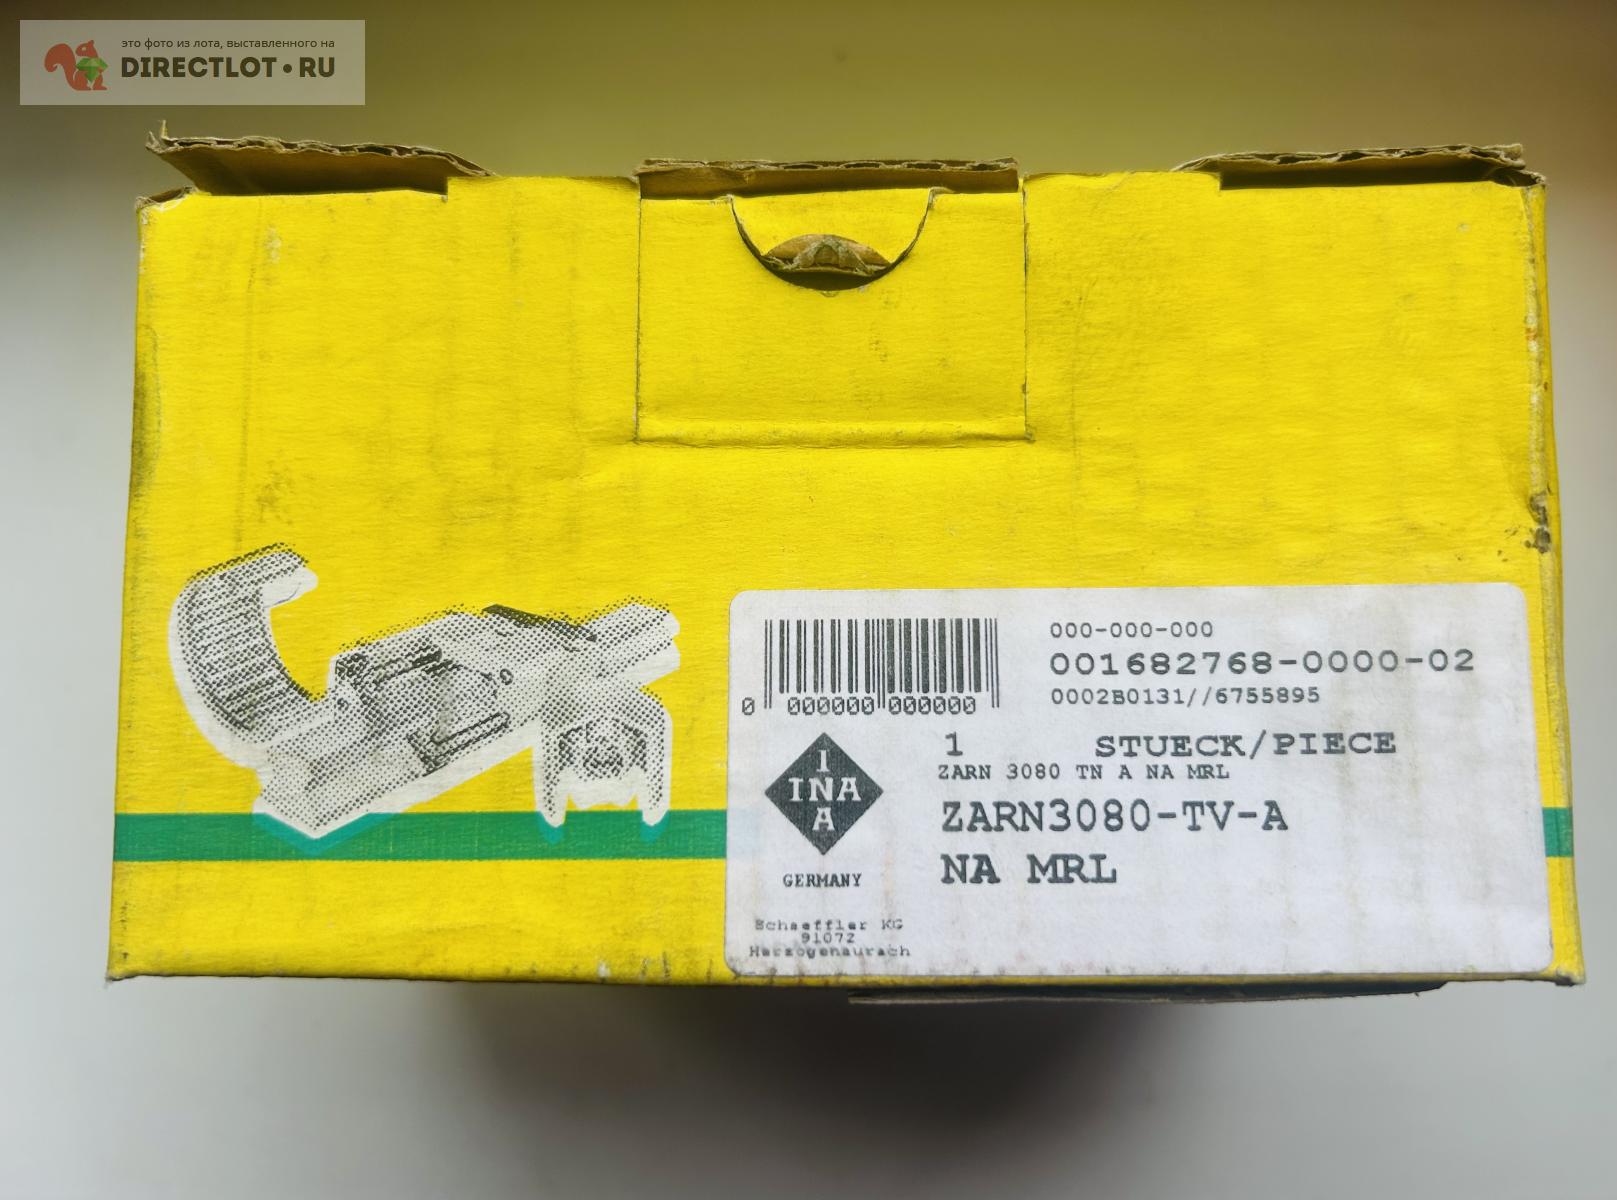 это фото из лота, выставленного на
DIRECTLOT•RU
000-000-000
001682768-0000-02
0002B0131//6755895
0 000000 000000
1 STUECK/PIECE
ZARN 3080 TN A NA MRL
ZARN3080-TV-A
NA MRL
I
INA
A
GERMANY
Schaeffler KG
91072
Herzogenaurach